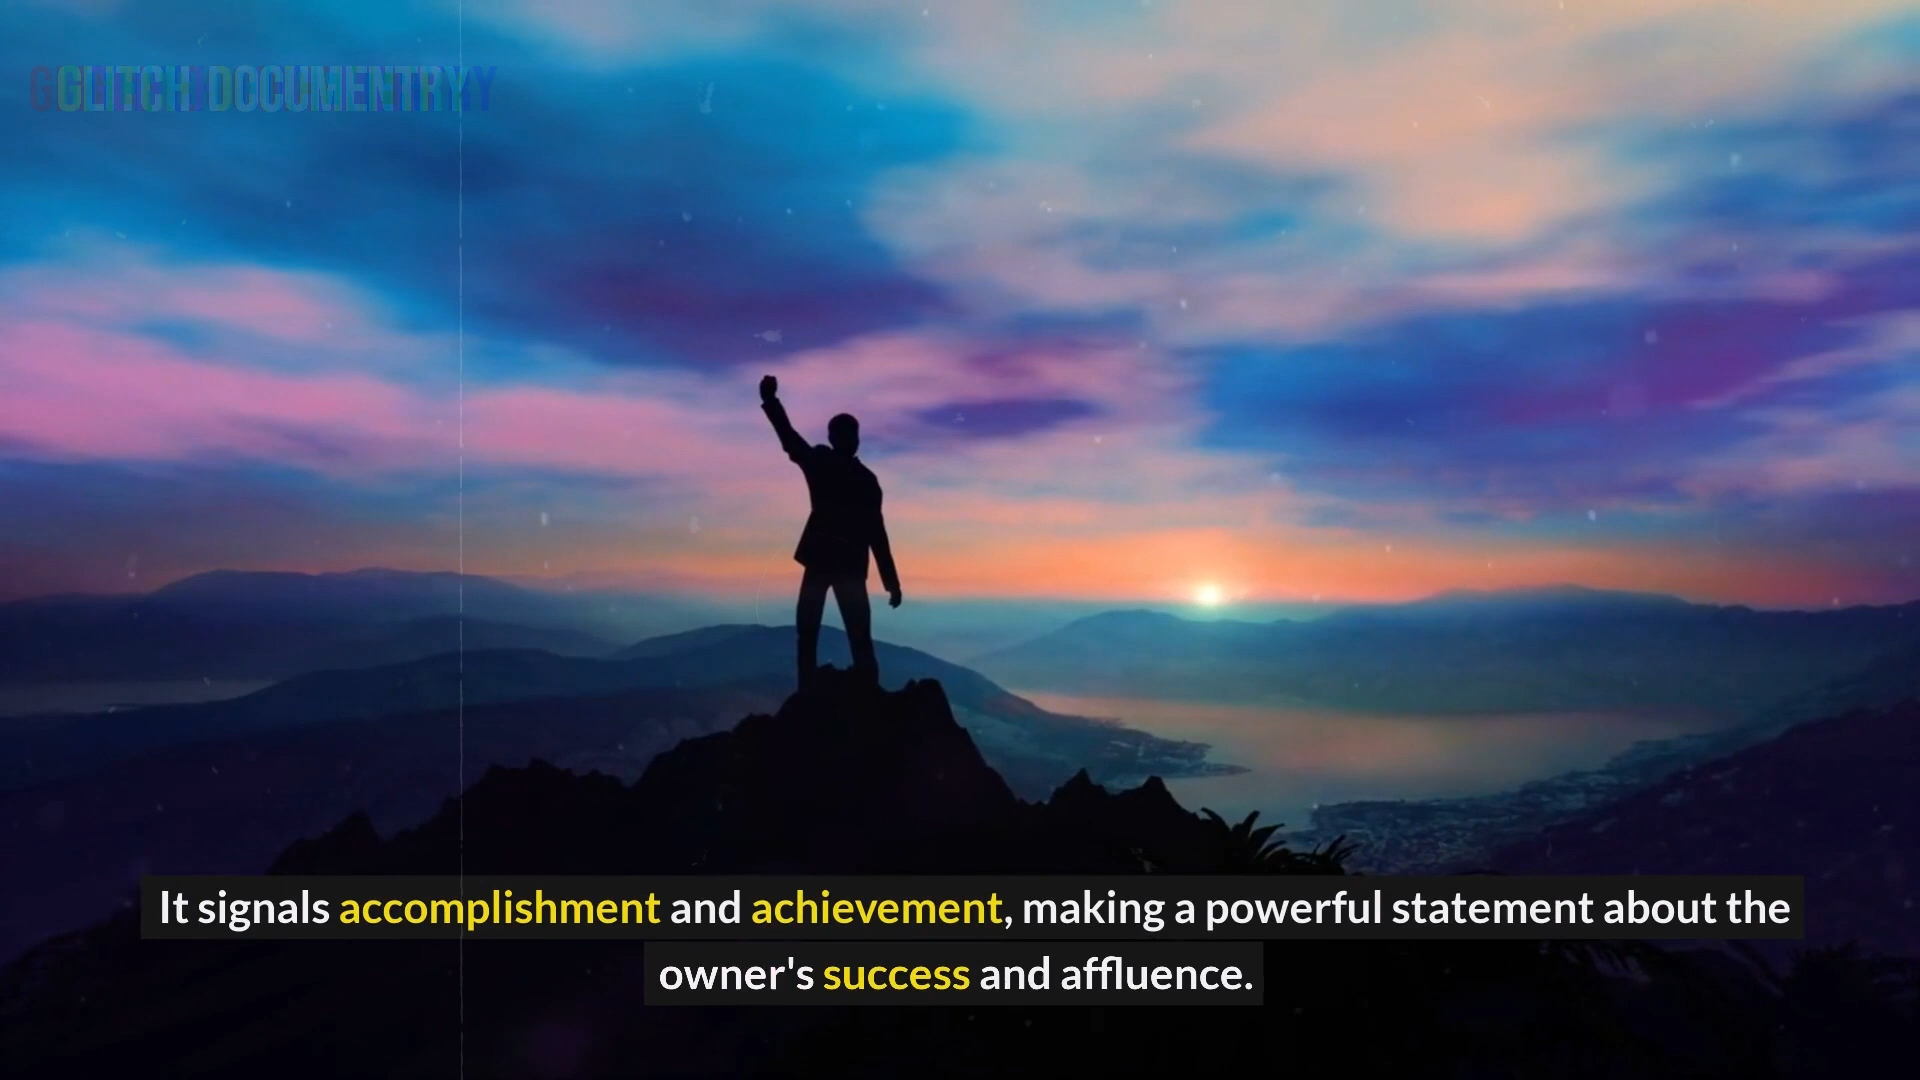 GLITCH DOCUMENTRY
It signals accomplishment and achievement, making a powerful statement about the
owner's success and affluence.